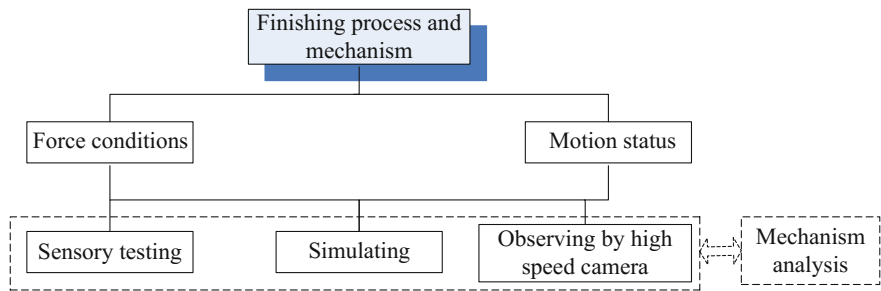 Finishing process and
mechanism
Force conditions
Motion status
Sensory testing
Simulating
Observing by high
speed camera
Mechanism
analysis